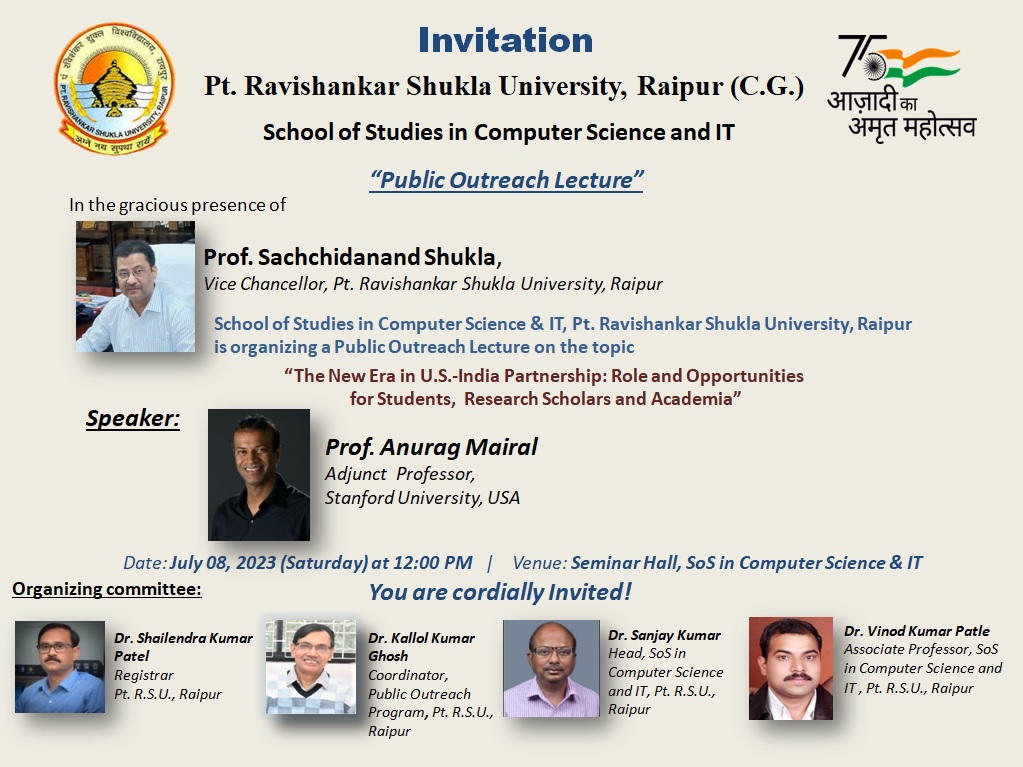 पं रविशंकर शुक्ल विश्वविद्यालय, रायपुर
PT. RAVISHANKAR SHUKLA UNIVERSITY, RAIPUR
अग्ने नय सुपथा राये
Invitation
Pt. Ravishankar Shukla University, Raipur (C.G.)
School of Studies in Computer Science and IT
75
आज़ादी का
अमृत महोत्सव
“Public Outreach Lecture”
In the gracious presence of
Prof. Sachchidanand Shukla,
Vice Chancellor, Pt. Ravishankar Shukla University, Raipur
School of Studies in Computer Science & IT, Pt. Ravishankar Shukla University, Raipur
is organizing a Public Outreach Lecture on the topic
“The New Era in U.S.-India Partnership: Role and Opportunities
for Students, Research Scholars and Academia”
Speaker:
Prof. Anurag Mairal
Adjunct Professor,
Stanford University, USA
Date: July 08, 2023 (Saturday) at 12:00 PM | Venue: Seminar Hall, SoS in Computer Science & IT
Organizing committee:
You are cordially Invited!
Dr. Shailendra Kumar
Patel
Registrar
Pt. R.S.U., Raipur
Dr. Kallol Kumar
Ghosh
Coordinator,
Public Outreach
Program, Pt. R.S.U.,
Raipur
Dr. Sanjay Kumar
Head, SoS in
Computer Science
and IT, Pt. R.S.U.,
Raipur
Dr. Vinod Kumar Patle
Associate Professor, SoS
in Computer Science and
IT , Pt. R.S.U., Raipur